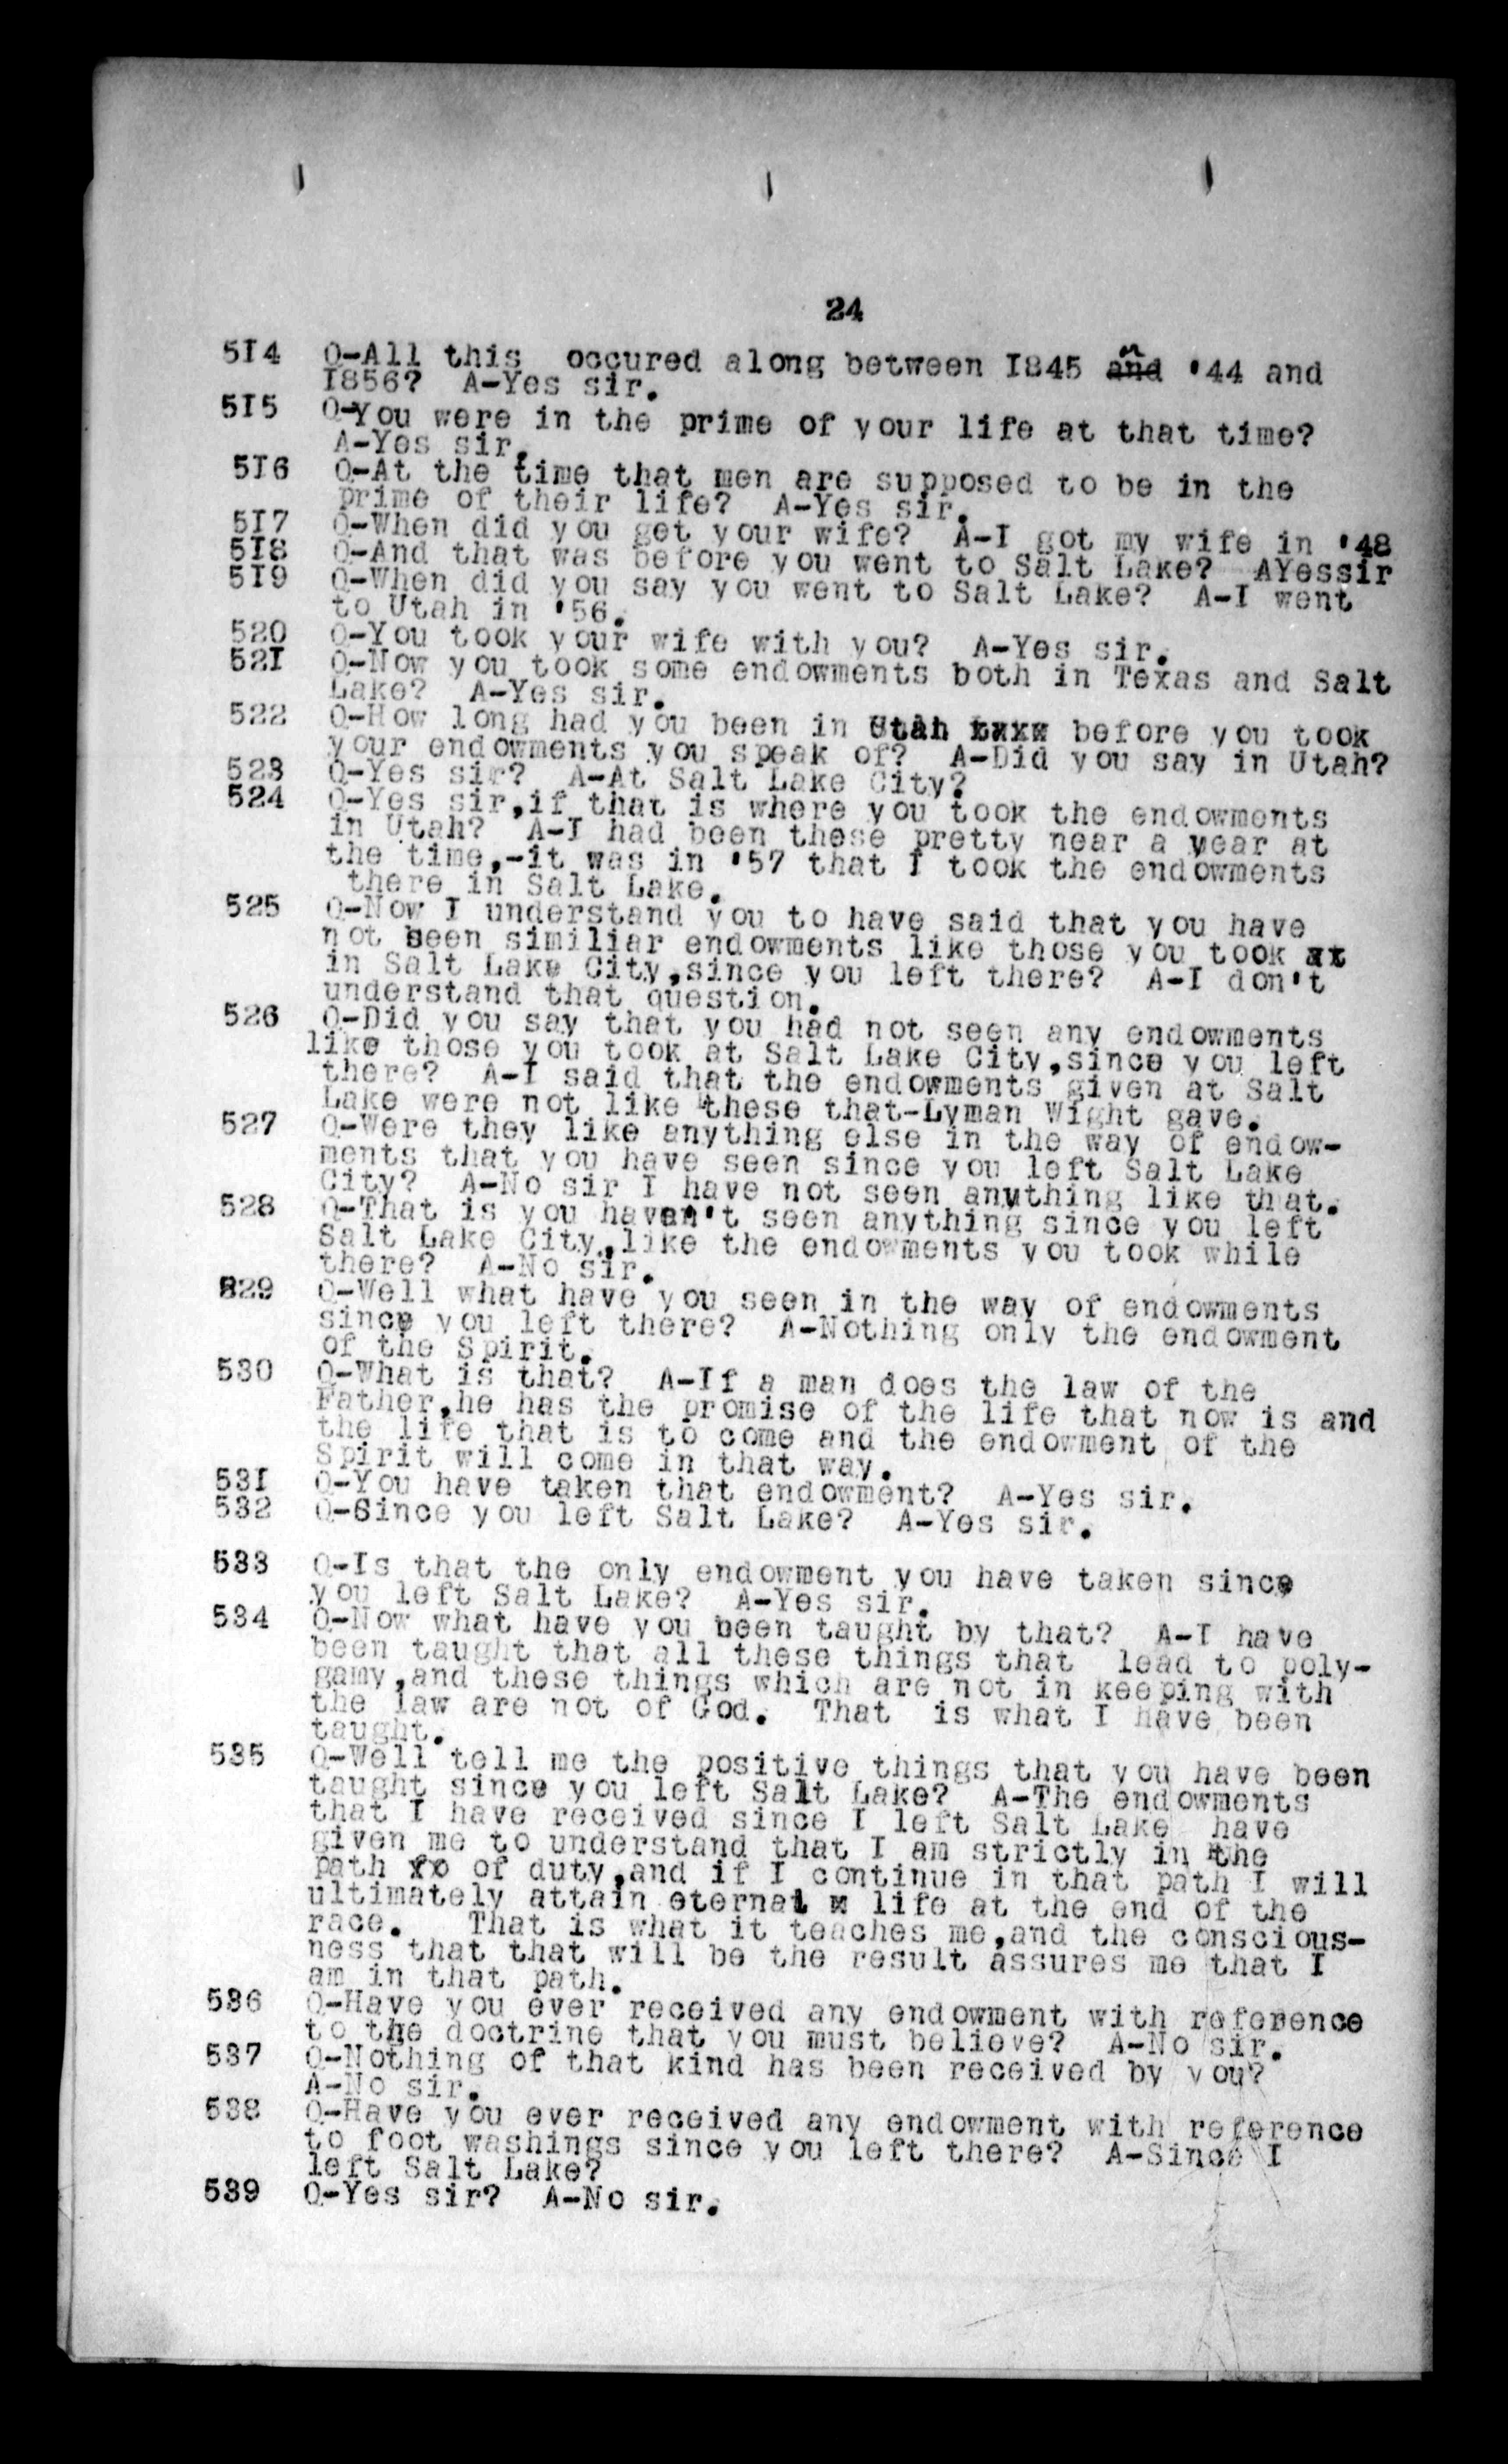 24
514 Q-All this occured along between I845 and '44 and
I856? A-Yes sir.
5I5 Q-You were in the prime of your life at that time?
A-Yes sir.
5I6 Q-At the time that men are supposed to be in the
prime of their life? A-Yes sir.
5I7 Q-When did you get your wife? A-I got my wife in '48
5I8 Q-And that was before you went to Salt Lake? AYessir
5I9 Q-When did you say you went to Salt Lake? A-I went
to Utah in '56.
520 Q-You took your wife with you? A-Yes sir.
52I Q-Now you took some endowments both in Texas and Salt
Lake? A-Yes sir.
522 Q-How long had you been in Utah before you took
your endowments you speak of? A-Did you say in Utah?
523 Q-Yes sir? A-At Salt Lake City?
524 Q-Yes sir,if that is where you took the endowments
in Utah? A-I had been these pretty near a year at
the time,-it was in '57 that I took the endowments
there in Salt Lake.
525 Q-Now I understand you to have said that you have
not seen similiar endowments like those you took xx
in Salt Lake City,since you left there? A-I don't
understand that question.
526 Q-Did you say that you had not seen any endowments
like those you took at Salt Lake City,since you left
there? A-I said that the endowments given at Salt
Lake were not like these that-Lyman Wight gave.
527 Q-Were they like anything else in the way of endow-
ments that you have seen since you left Salt Lake
City? A-No sir I have not seen anything like that.
528 Q-That is you haven't seen anything since you left
Salt Lake City,like the endowments you took while
there? A-No sir.
529 Q-Well what have you seen in the way of endowments
since you left there? A-Nothing only the endowment
of the Spirit.
530 Q-What is that? A-If a man does the law of the
Father,he has the promise of the life that now is and
the life that is to come and the endowment of the
Spirit will come in that way.
53I Q-You have taken that endowment? A-Yes sir.
532 Q-Since you left Salt Lake? A-Yes sir.
533 Q-Is that the only endowment you have taken since
you left Salt Lake? A-Yes sir.
534 Q-Now what have you been taught by that? A-I have
been taught that all these things that lead to poly-
gamy,and these things which are not in keeping with
the law are not of God. That is what I have been
taught.
535 Q-Well tell me the positive things that you have been
taught since you left Salt Lake? A-The endowments
that I have received since I left Salt Lake have
given me to understand that I am strictly in the
path fo of duty,and if I continue in that path I will
ultimately attain eternal x life at the end of the
race. That is what it teaches me,and the conscious-
ness that that will be the result assures me that I
am in that path.
536 Q-Have you ever received any endowment with reference
to the doctrine that you must believe? A-No sir.
537 Q-Nothing of that kind has been received by you?
A-No sir.
538 Q-Have you ever received any endowment with reference
to foot washings since you left there? A-Since I
left Salt Lake?
539 Q-Yes sir? A-No sir.